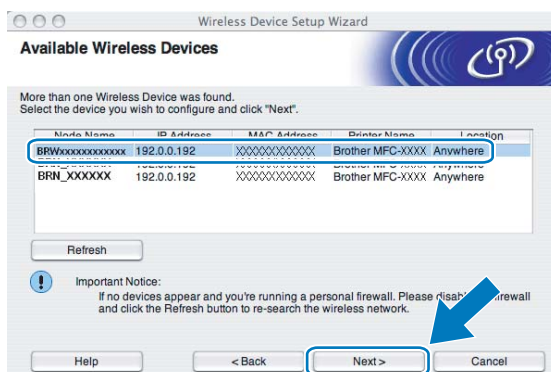 Wireless Device Setup Wizard
Available Wireless Devices
More than one Wireless Device was found.
Select the device you wish to configure and click "Next".
Node Name IP Address MAC Address Printer Name Location
BRWxxxxxxxxxxxx 192.0.0.192 XXXXXXXXXXXX Brother MFC-XXXX Anywhere
BRN_XXXXXX 192.0.0.192 XXXXXXXXXXXX Brother MFC-XXXX Anywhere
Refresh
Important Notice:
If no devices appear and you're running a personal firewall. Please firewall
and click the Refresh button to re-search the wireless network.
Help
< Back
Next >
Cancel